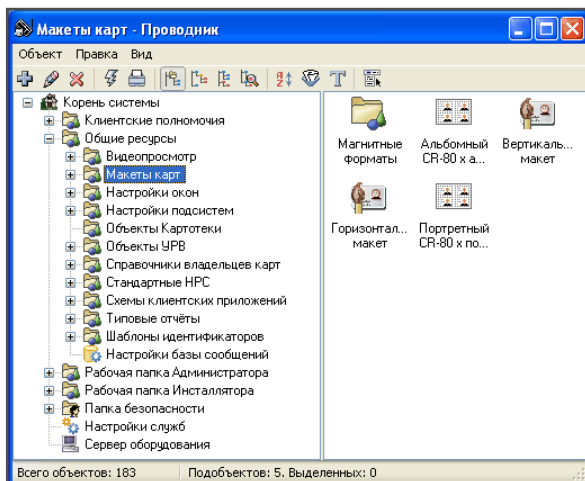 Макеты карт - Проводник
Объект Правка Вид
Корень системы
Клиентские полномочия
Общие ресурсы
Видеопросмотр
Макеты карт
Настройки окон
Настройки подсистем
Объекты Картотеки
Объекты УРВ
Справочники владельцев карт
Стандартные НРС
Схемы клиентских приложений
Типовые отчёты
Шаблоны идентификаторов
Настройки базы сообщений
Рабочая папка Администратора
Рабочая папка Инсталлятора
Папка безопасности
Настройки служб
Сервер оборудования
Магнитные
форматы
Альбомный
CR-80 x а...
Вертикаль...
макет
Горизонтал...
макет
Портретный
CR-80 x по...
Всего объектов: 183 Подобъектов: 5. Выделенных: 0